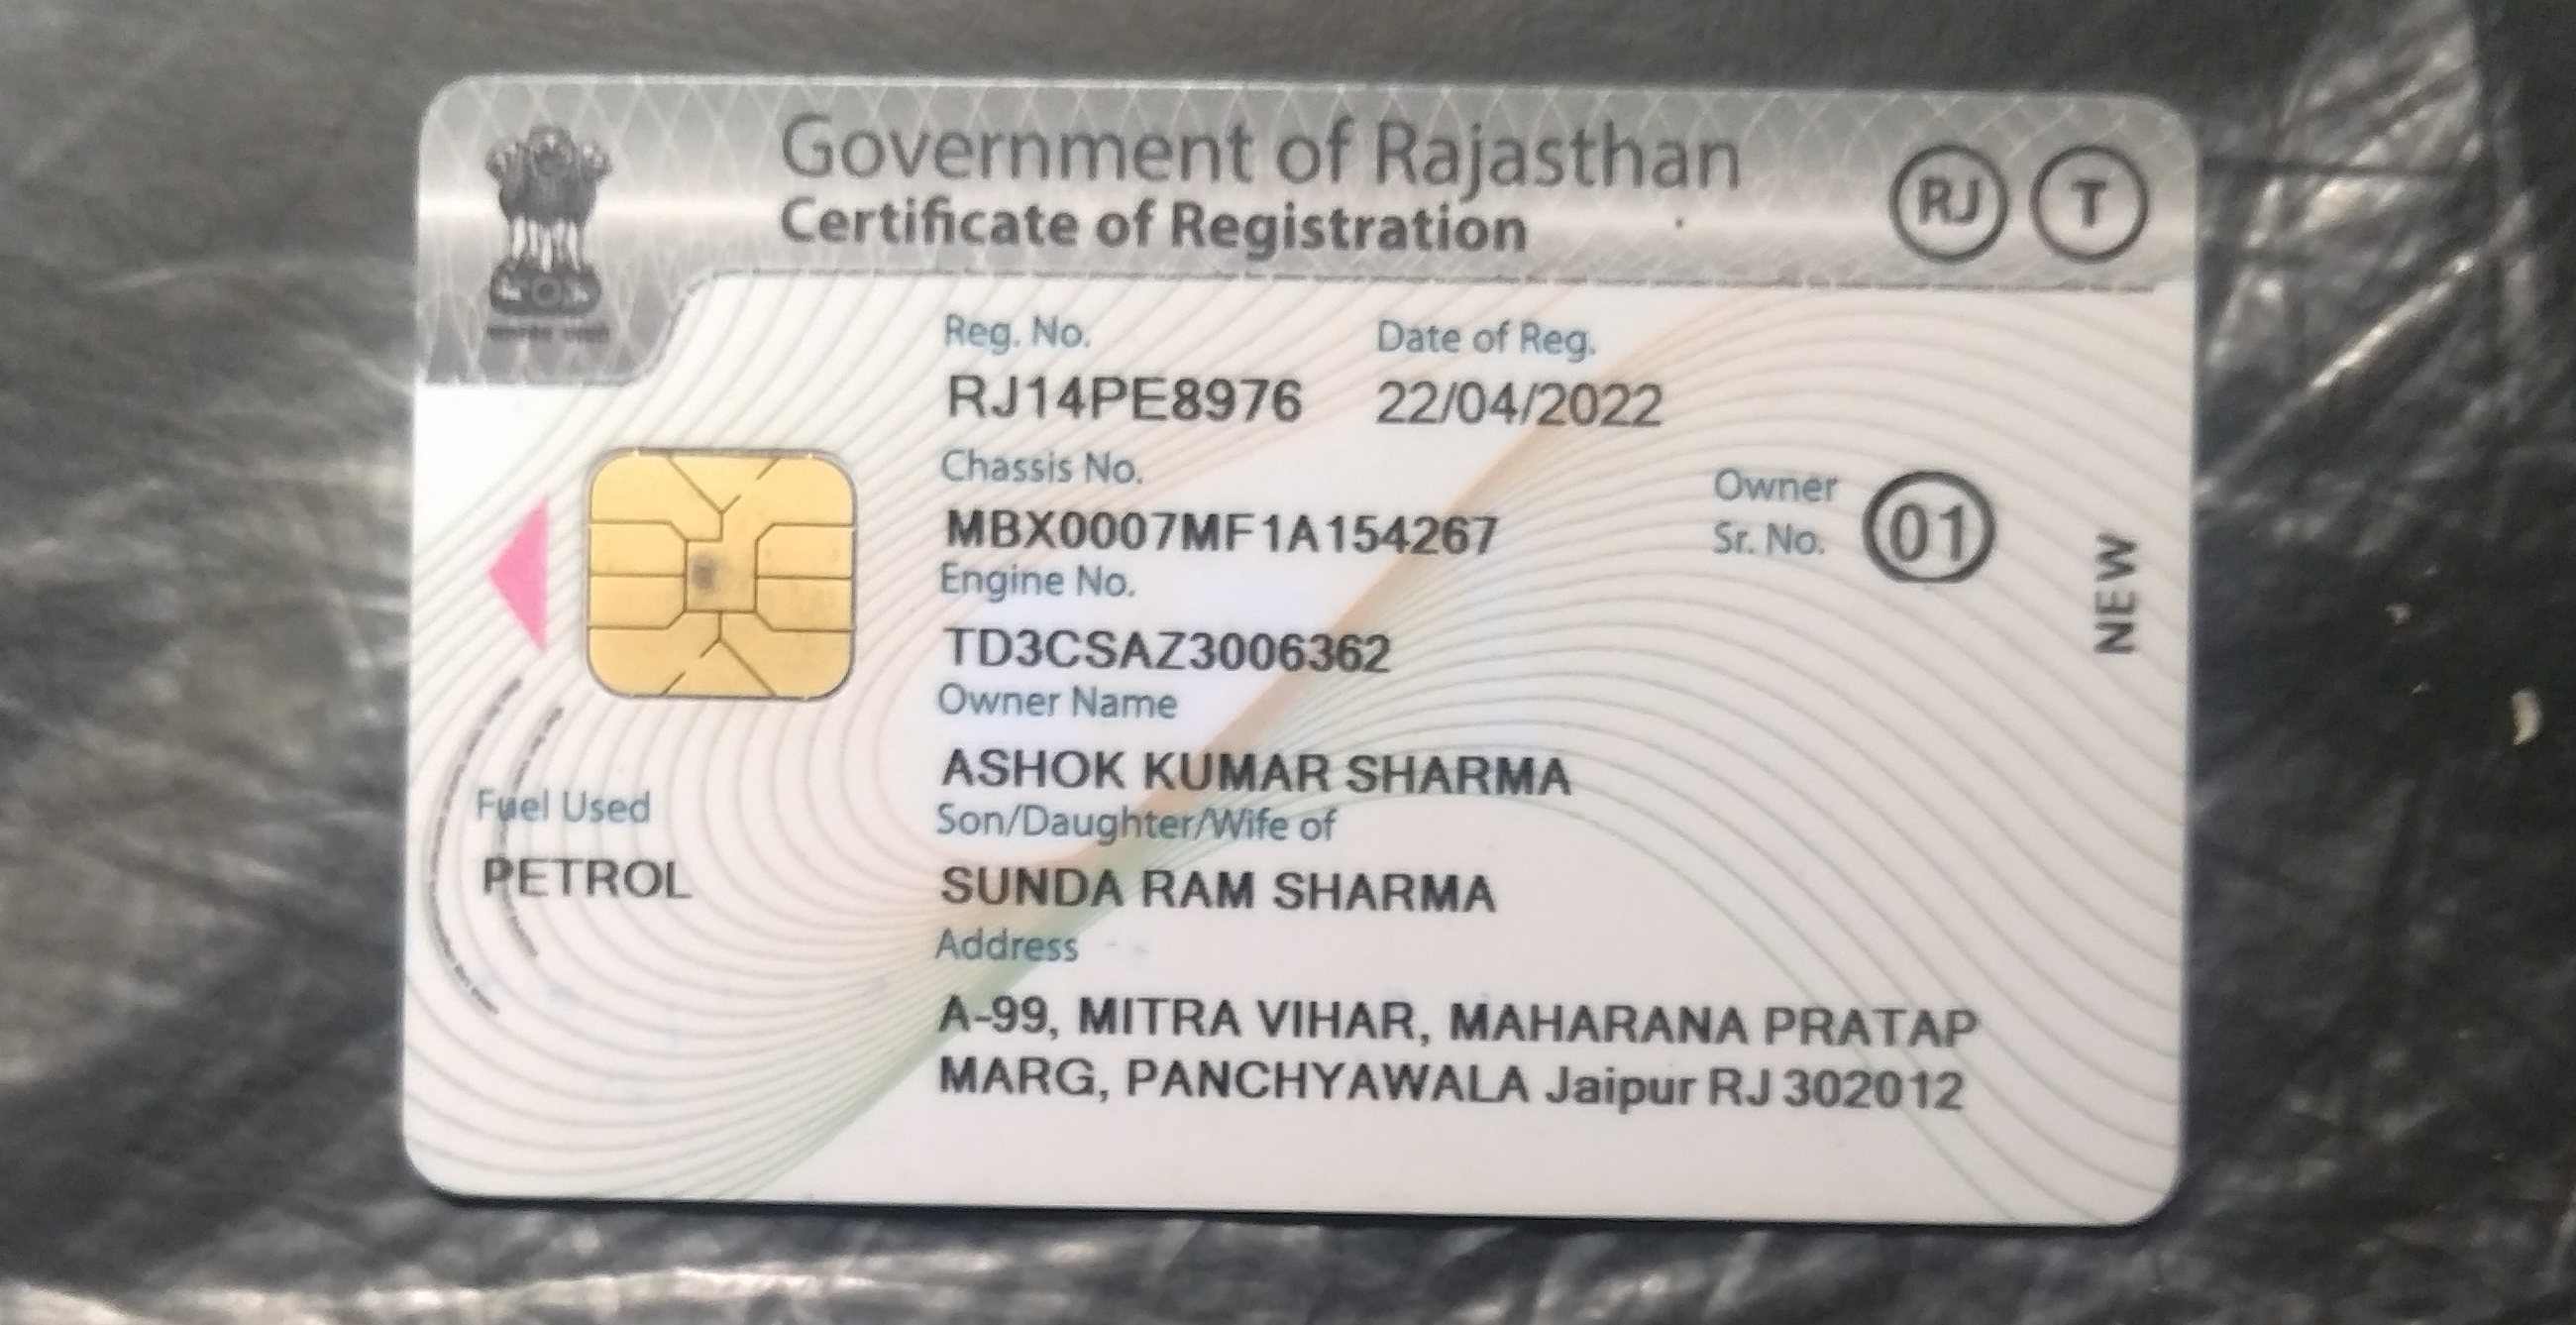 Government of Rajasthan
Certificate of Registration
RJ T
Reg. No. Date of Reg.
RJ14PE8976 22/04/2022
Chassis No.
MBX0007MF1A154267
Owner
Sr. No. 01
NEW
Engine No.
TD3CSAZ3006362
Owner Name
ASHOK KUMAR SHARMA
Son/Daughter/Wife of
SUNDA RAM SHARMA
Fuel Used
PETROL
Address
A-99, MITRA VIHAR, MAHARANA PRATAP
MARG, PANCHYAWALA Jaipur RJ 302012